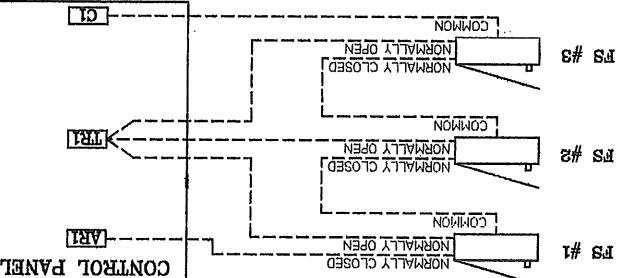 CONTROL PANEL
FS #1
NORMALLY CLOSED
NORMALLY OPEN
COMMON
AR1
FS #2
NORMALLY CLOSED
NORMALLY OPEN
COMMON
TR1
FS #3
NORMALLY CLOSED
NORMALLY OPEN
COMMON
C1